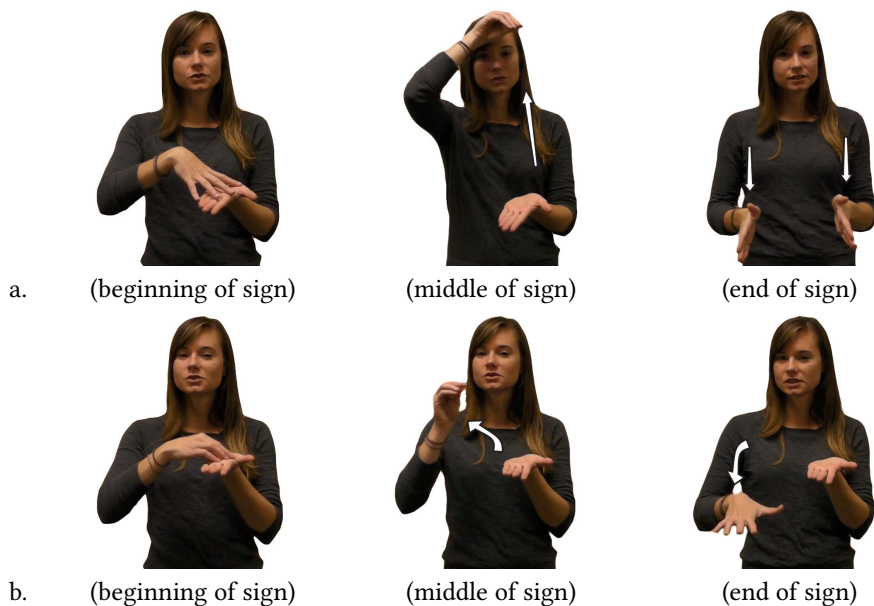 a. (beginning of sign) (middle of sign) (end of sign)
b. (beginning of sign) (middle of sign) (end of sign)